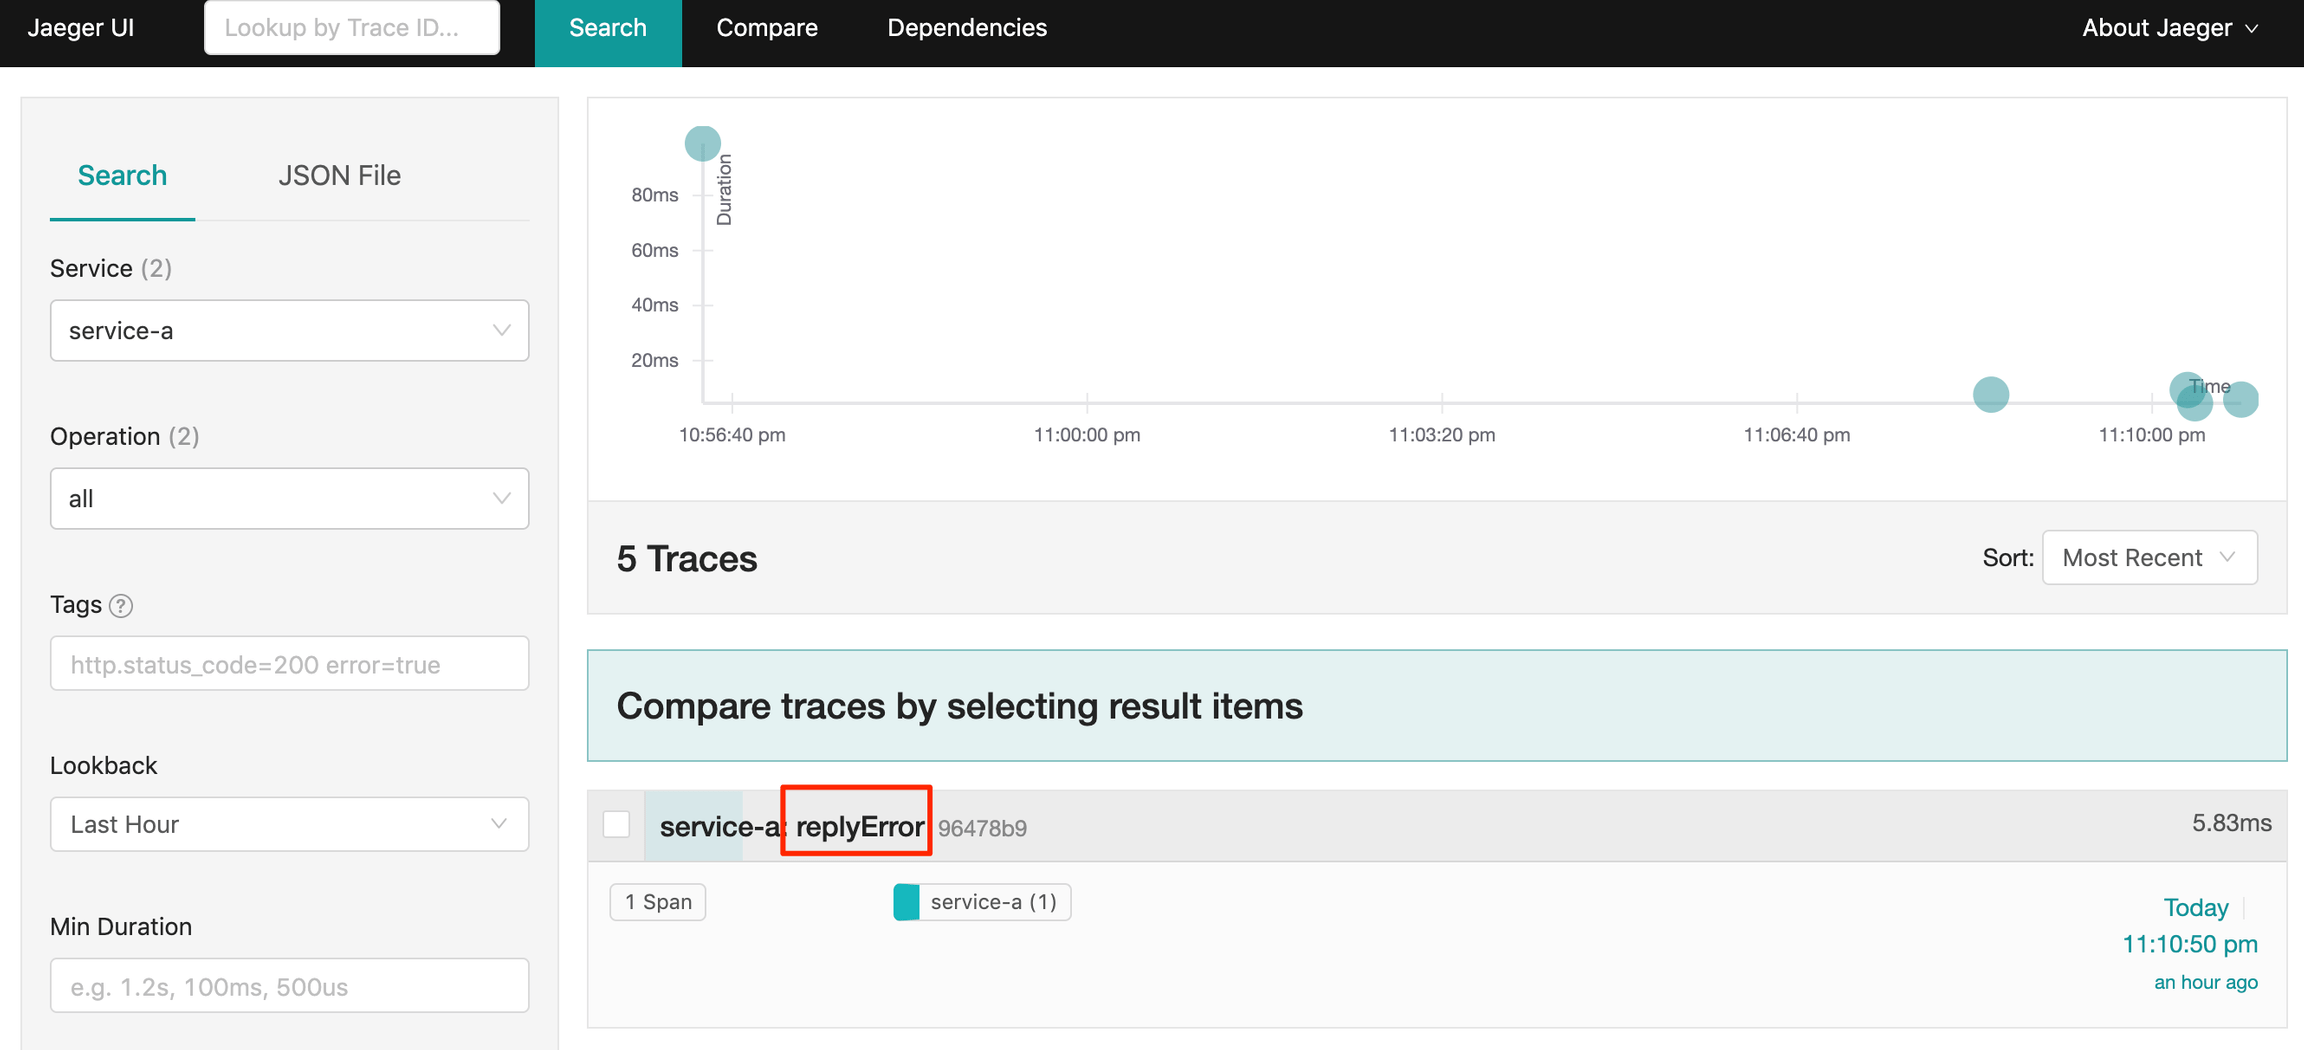 Jaeger UI
Lookup by Trace ID...
Search
Compare
Dependencies
About Jaeger
Search
JSON File
Service (2)
service-a
Operation (2)
all
Tags ?
http.status_code=200 error=true
Lookback
Last Hour
Min Duration
e.g. 1.2s, 100ms, 500us
Duration
80ms
60ms
40ms
20ms
Time
10:56:40 pm
11:00:00 pm
11:03:20 pm
11:06:40 pm
11:10:00 pm
5 Traces
Sort: Most Recent
Compare traces by selecting result items
service-a: replyError 96478b9
5.83ms
1 Span
service-a (1)
Today
11:10:50 pm
an hour ago